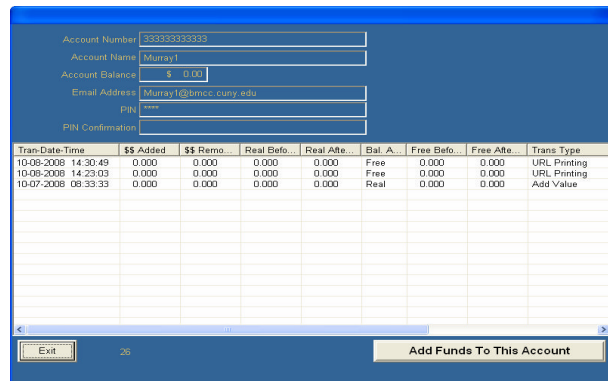 Account Number 333333333333
Account Name Murray1
Account Balance $ 0.00
Email Address Murray1@bmcc.cuny.edu
PIN ****
PIN Confirmation
Tran-Date-Time $$ Added $$ Remo... Real Befo... Real Afte... Bal. A... Free Befo... Free Afte... Trans Type
10-08-2008 14:30:49 0.000 0.000 0.000 0.000 Free 0.000 0.000 URL Printing
10-08-2008 14:23:03 0.000 0.000 0.000 0.000 Free 0.000 0.000 URL Printing
10-07-2008 08:33:33 0.000 0.000 0.000 0.000 Real 0.000 0.000 Add Value
Exit 26 Add Funds To This Account